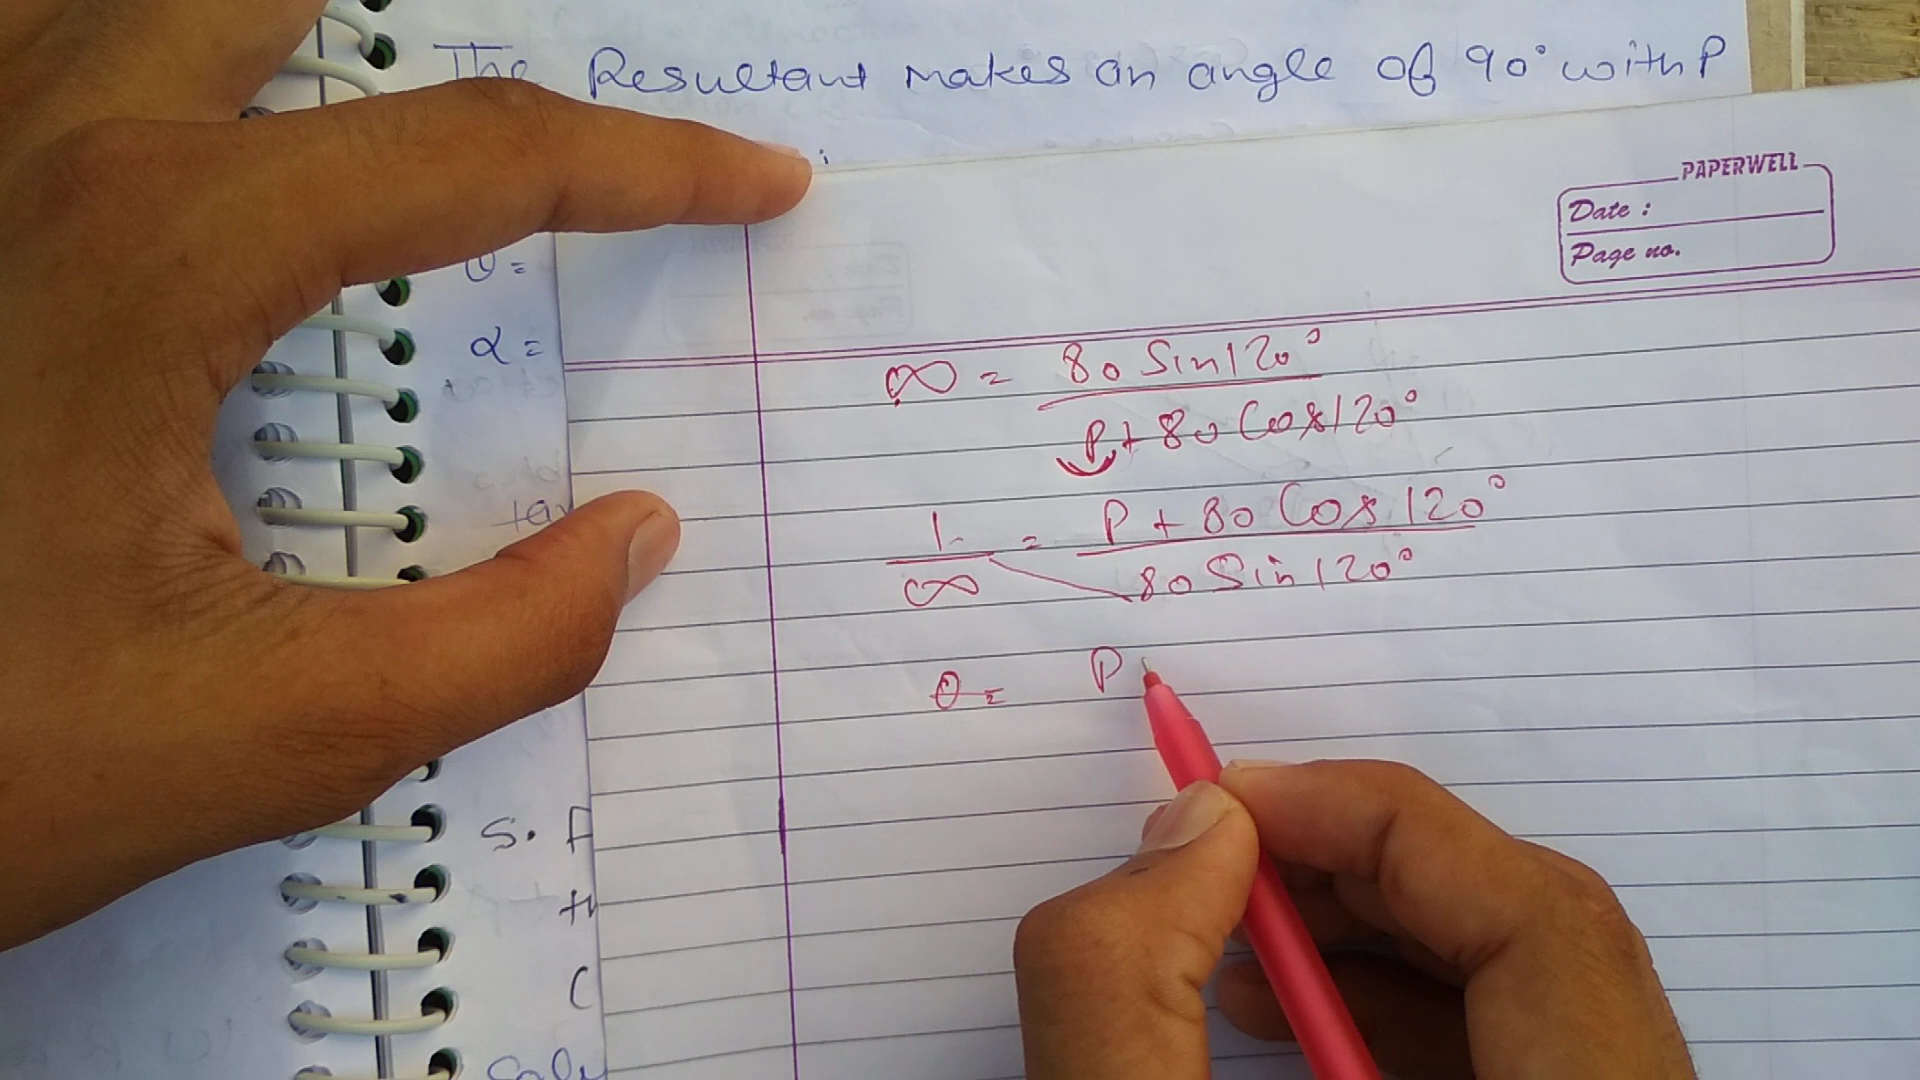 The Resultant makes an angle of 90° with P
PAPERWELL
Date :
Page no.
θ =
α =
∞ = 80 Sin120°
P + 80 Cos120°
1 = P + 80 Cos 120°
∞ 80 Sin 120°
0 = P
5.
(